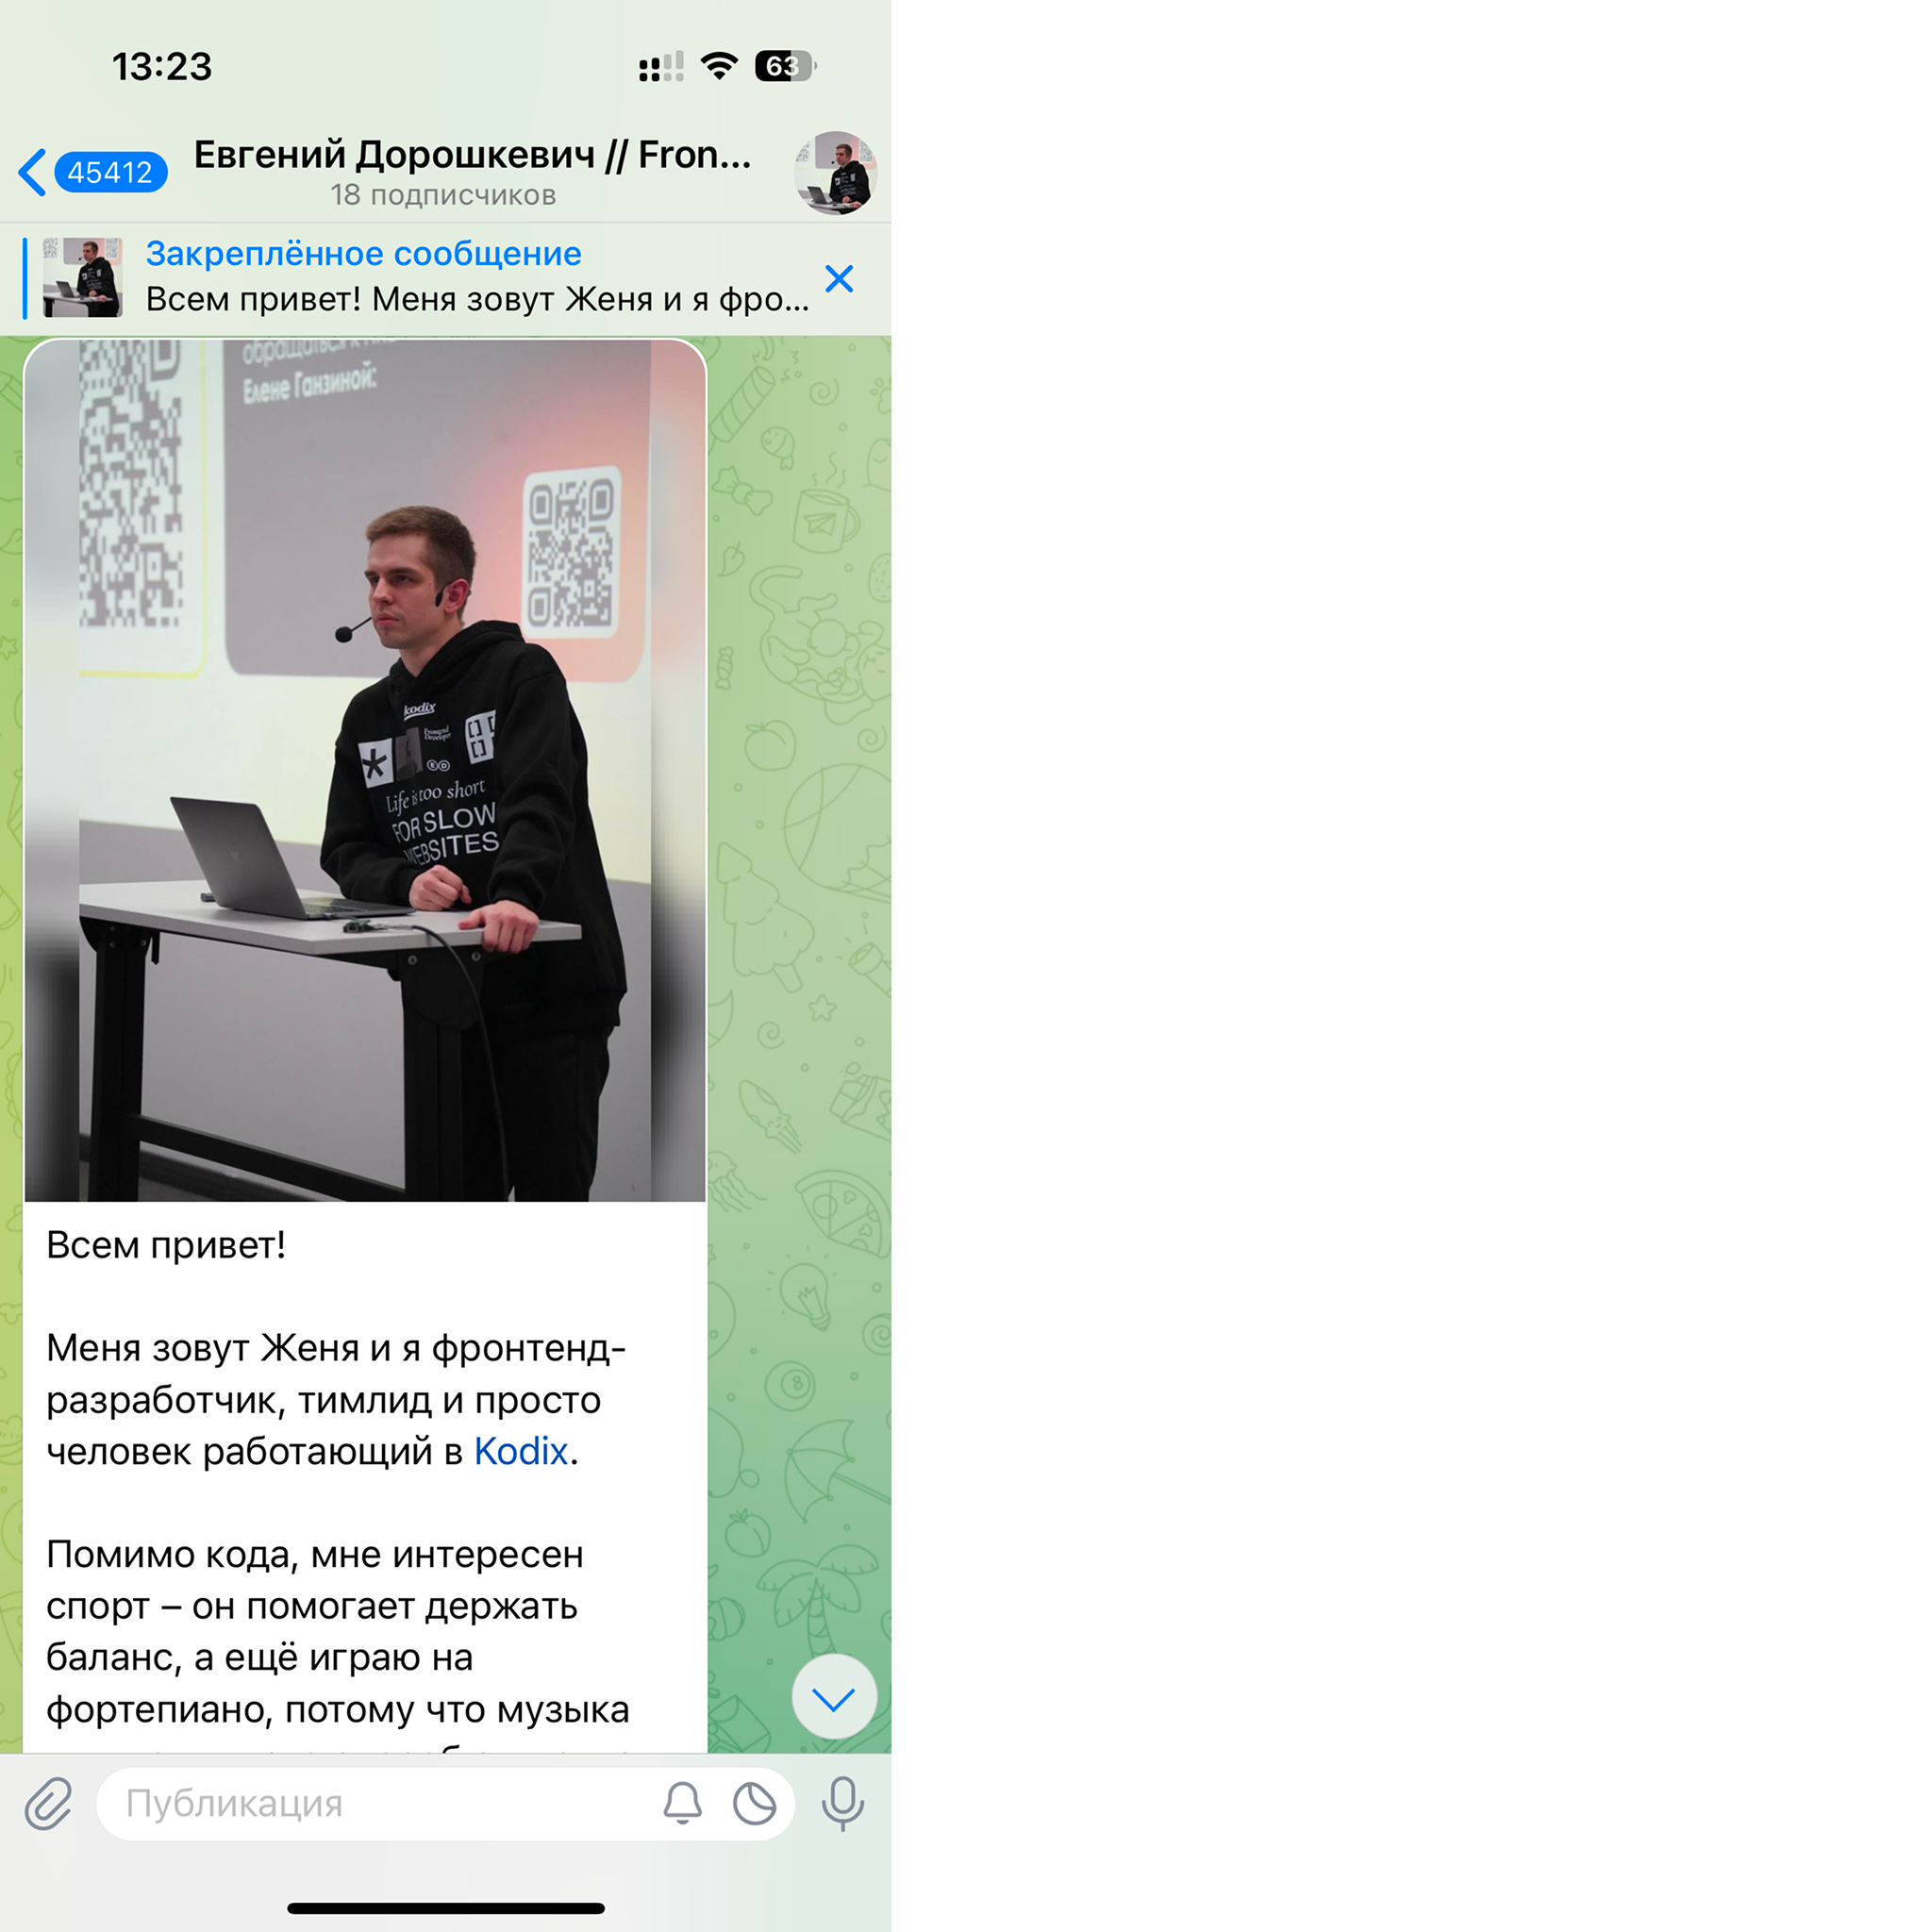 13:23
63
45412
Евгений Дорошкевич // Fron...
18 подписчиков
Закреплённое сообщение
Всем привет! Меня зовут Женя и я фро...
обращаться к
Елене Ганзиной:
kodix
Frontend
Developer
Life is too short
FOR SLOW
WEBSITES
Всем привет!
Меня зовут Женя и я фронтенд-
разработчик, тимлид и просто
человек работающий в Kodix.
Помимо кода, мне интересен
спорт – он помогает держать
баланс, а ещё играю на
фортепиано, потому что музыка
Публикация